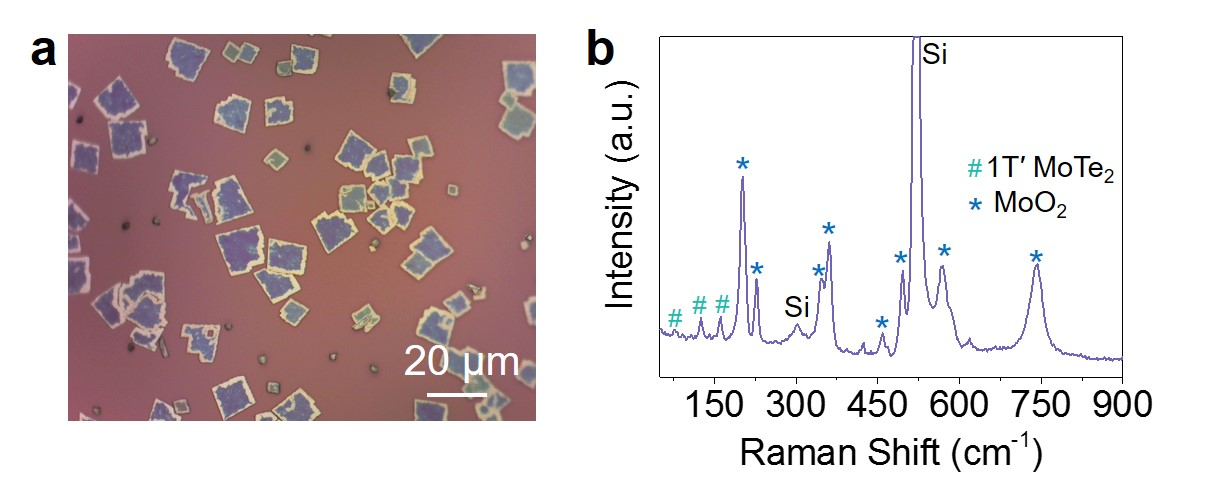 a
20 μm
b
Intensity (a.u.)
Si
# 1T′ MoTe₂
* MoO₂
*
*
*
*
*
*
*
*
#
#
#
Si
150 300 450 600 750 900
Raman Shift (cm⁻¹)